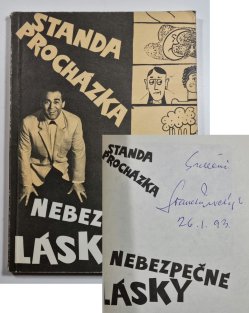 STANDA
PROCHÁZKA
NEBEZ
LÁSK
STANDA
PROCHÁZKA
26.1.93
NEBEZPEČNÉ
LÁSKY